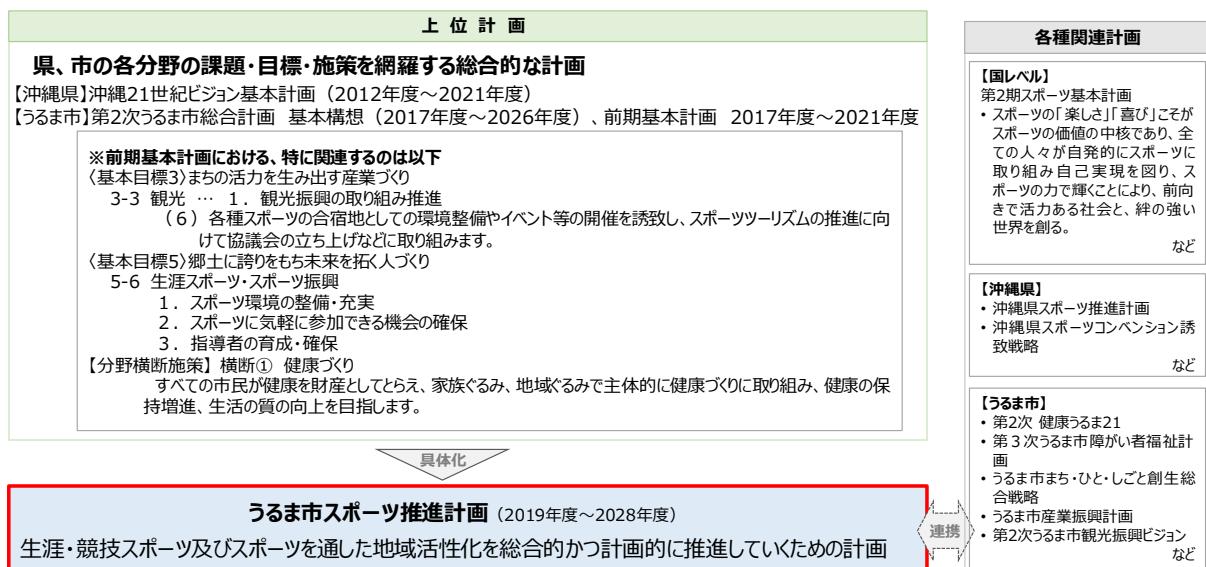 上 位 計 画
県、市の各分野の課題・目標・施策を網羅する総合的な計画
【沖縄県】沖縄21世紀ビジョン基本計画（2012年度～2021年度）
【うるま市】第2次うるま市総合計画 基本構想（2017年度～2026年度）、前期基本計画 2017年度～2021年度
※前期基本計画における、特に関連するのは以下
〈基本目標3〉まちの活力を生み出す産業づくり
3-3 観光 … １．観光振興の取り組み推進
（６）各種スポーツの合宿地としての環境整備やイベント等の開催を誘致し、スポーツツーリズムの推進に向
けて協議会の立ち上げなどに取り組みます。
〈基本目標5〉郷土に誇りをもち未来を拓く人づくり
5-6 生涯スポーツ・スポーツ振興
１．スポーツ環境の整備・充実
２．スポーツに気軽に参加できる機会の確保
３．指導者の育成・確保
【分野横断施策】 横断① 健康づくり
すべての市民が健康を財産としてとらえ、家族ぐるみ、地域ぐるみで主体的に健康づくりに取り組み、健康の保
持増進、生活の質の向上を目指します。
具体化
うるま市スポーツ推進計画（2019年度～2028年度）
生涯・競技スポーツ及びスポーツを通した地域活性化を総合的かつ計画的に推進していくための計画
連携
各種関連計画
【国レベル】
第2期スポーツ基本計画
• スポーツの「楽しさ」「喜び」こそが
スポーツの価値の中核であり、全
ての人々が自発的にスポーツに
取り組み自己実現を図り、ス
ポーツの力で輝くことにより、前向
きで活力ある社会と、絆の強い
世界を創る。
など
【沖縄県】
• 沖縄県スポーツ推進計画
• 沖縄県スポーツコンベンション誘
致戦略
など
【うるま市】
• 第2次 健康うるま21
• 第３次うるま市障がい者福祉計
画
• うるま市まち・ひと・しごと創生総
合戦略
• うるま市産業振興計画
• 第2次うるま市観光振興ビジョン
など